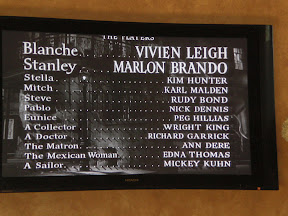 THE PLAYERS
Blanche........ VIVIEN LEIGH
Stanley..... MARLON BRANDO
Stella................. KIM HUNTER
Mitch................ KARL MALDEN
Steve................. RUDY BOND
Pablo................ NICK DENNIS
Eunice............... PEG HILLIAS
A Collector......... WRIGHT KING
A Doctor........ RICHARD GARRICK
The Matron............. ANN DERE
The Mexican Woman.... EDNA THOMAS
A Sailor............. MICKEY KUHN